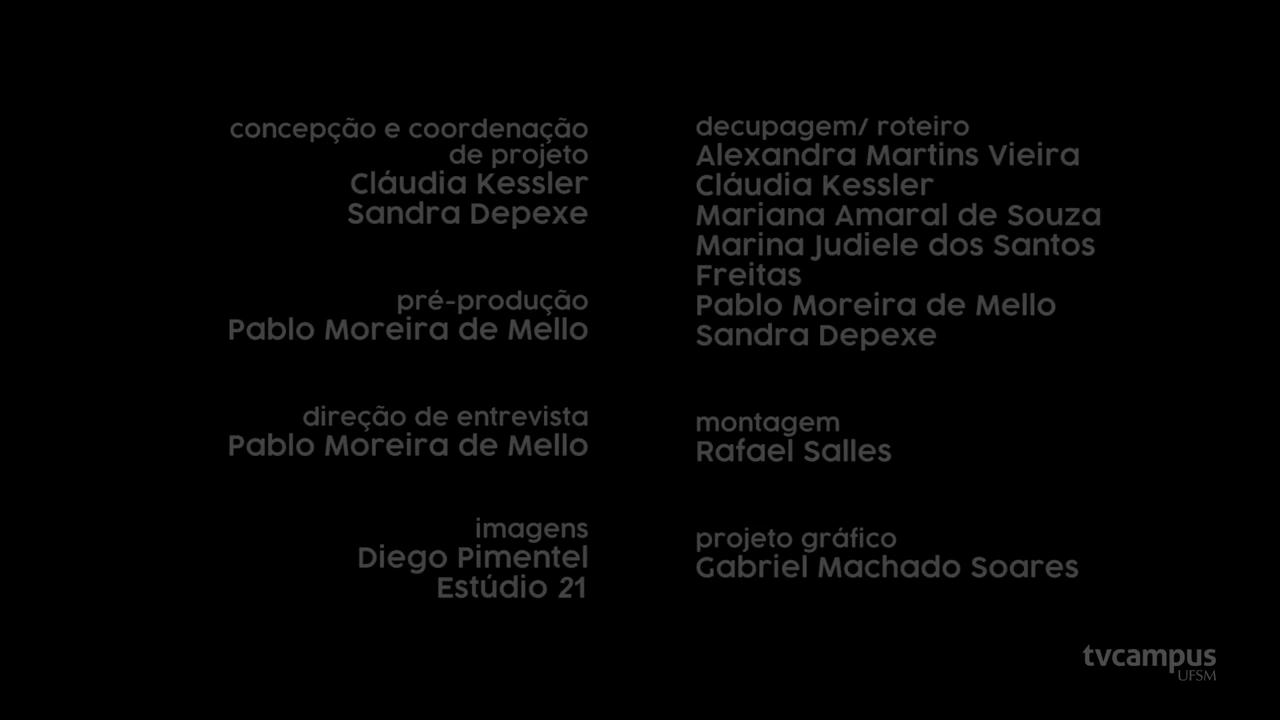 concepção e coordenação
de projeto
Cláudia Kessler
Sandra Depexe
pré-produção
Pablo Moreira de Mello
direção de entrevista
Pablo Moreira de Mello
imagens
Diego Pimentel
Estúdio 21
decupagem/ roteiro
Alexandra Martins Vieira
Cláudia Kessler
Mariana Amaral de Souza
Marina Judiele dos Santos
Freitas
Pablo Moreira de Mello
Sandra Depexe
montagem
Rafael Salles
projeto gráfico
Gabriel Machado Soares
tvcampus
UFSM